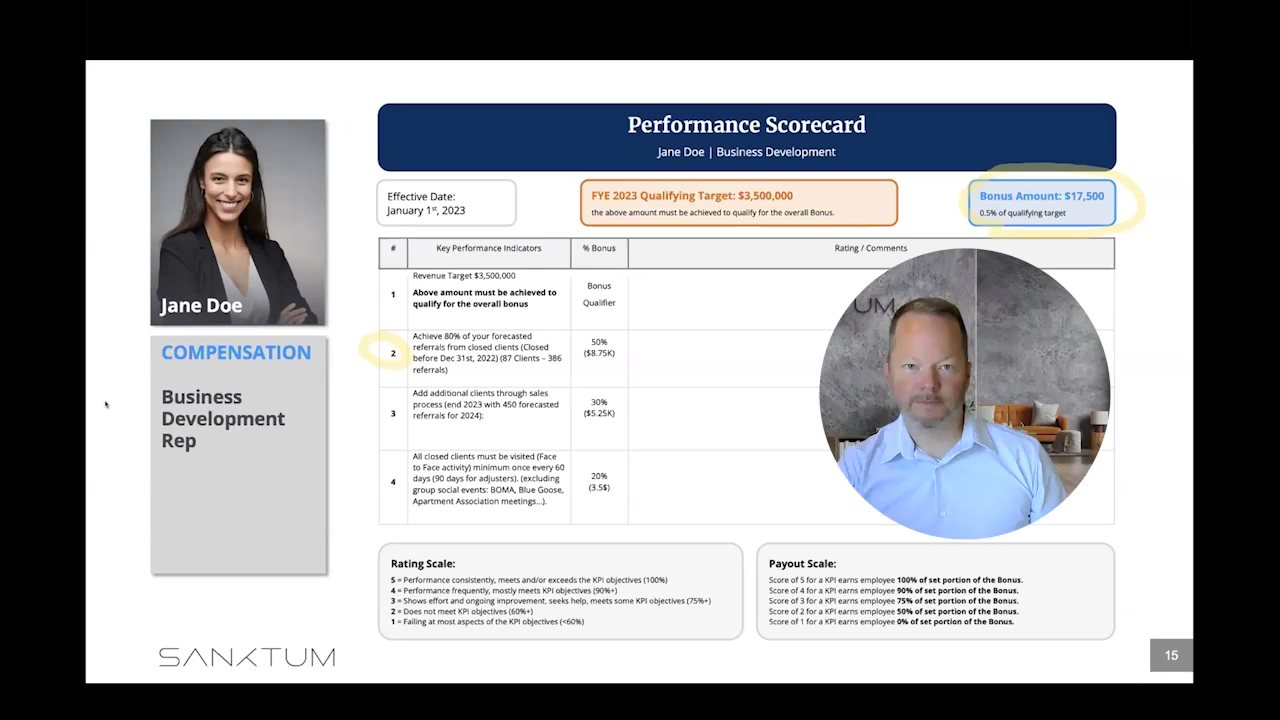 Performance Scorecard
Jane Doe | Business Development
Effective Date:
January 1st, 2023
FYE 2023 Qualifying Target: $3,500,000
the above amount must be achieved to qualify for the overall Bonus.
Bonus Amount: $17,500
0.5% of qualifying target
Jane Doe
COMPENSATION
Business
Development
Rep
# Key Performance Indicators % Bonus Rating / Comments
1
Revenue Target $3,500,000
Above amount must be achieved to
qualify for the overall bonus
Bonus
Qualifier
2
Achieve 80% of your forecasted
referrals from closed clients (Closed
before Dec 31st, 2022) (87 Clients – 386
referrals)
50%
($8.75K)
3
Add additional clients through sales
process (end 2023 with 450 forecasted
referrals for 2024):
30%
($5.25K)
4
All closed clients must be visited (Face
to Face activity) minimum once every 60
days (90 days for adjusters). (excluding
group social events: BOMA, Blue Goose,
Apartment Association meetings...).
20%
(3.5$)
UM
Rating Scale:
5 = Performance consistently, meets and/or exceeds the KPI objectives (100%)
4 = Performance frequently, mostly meets KPI objectives (90%+)
3 = Shows effort and ongoing improvement, seeks help, meets some KPI objectives (75%+)
2 = Does not meet KPI objectives (60%+)
1 = Failing at most aspects of the KPI objectives (<60%)
Payout Scale:
Score of 5 for a KPI earns employee 100% of set portion of the Bonus.
Score of 4 for a KPI earns employee 90% of set portion of the Bonus.
Score of 3 for a KPI earns employee 75% of set portion of the Bonus.
Score of 2 for a KPI earns employee 50% of set portion of the Bonus.
Score of 1 for a KPI earns employee 0% of set portion of the Bonus.
SANKTUM
15